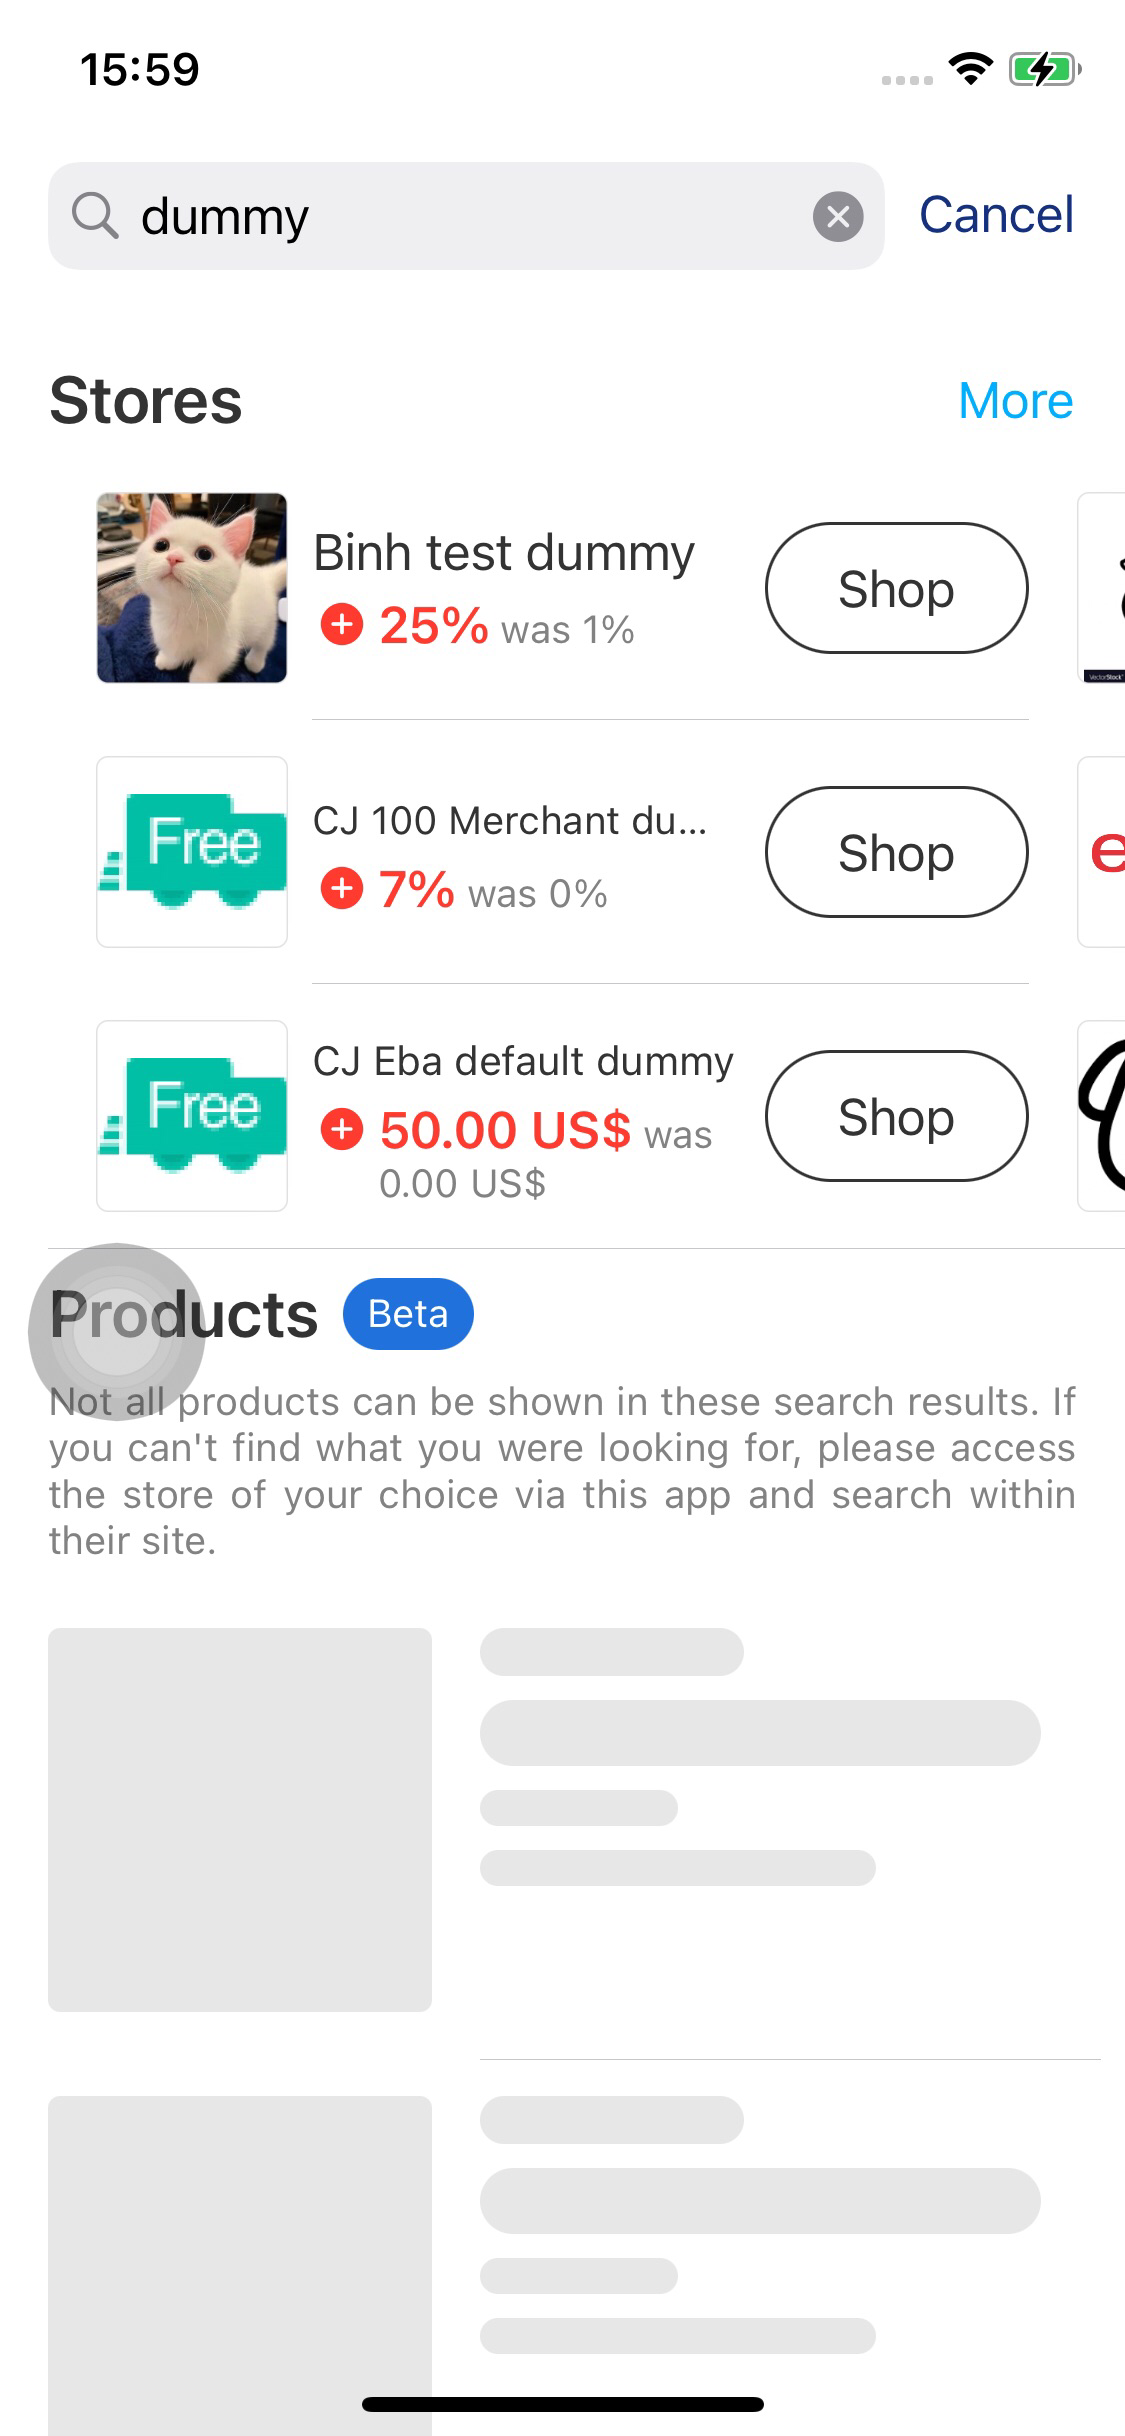 15:59
dummy
Cancel
Stores
More
Binh test dummy
25% was 1%
Shop
VectorStock
Free
CJ 100 Merchant du...
7% was 0%
Shop
e
Free
CJ Eba default dummy
50.00 US$ was
0.00 US$
Shop
Products
Beta
Not all products can be shown in these search results. If
you can't find what you were looking for, please access
the store of your choice via this app and search within
their site.